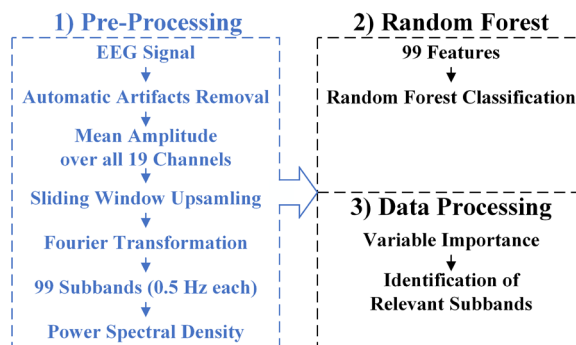 1) Pre-Processing
EEG Signal
Automatic Artifacts Removal
Mean Amplitude
over all 19 Channels
Sliding Window Upsamling
Fourier Transformation
99 Subbands (0.5 Hz each)
Power Spectral Density
2) Random Forest
99 Features
Random Forest Classification
3) Data Processing
Variable Importance
Identification of
Relevant Subbands